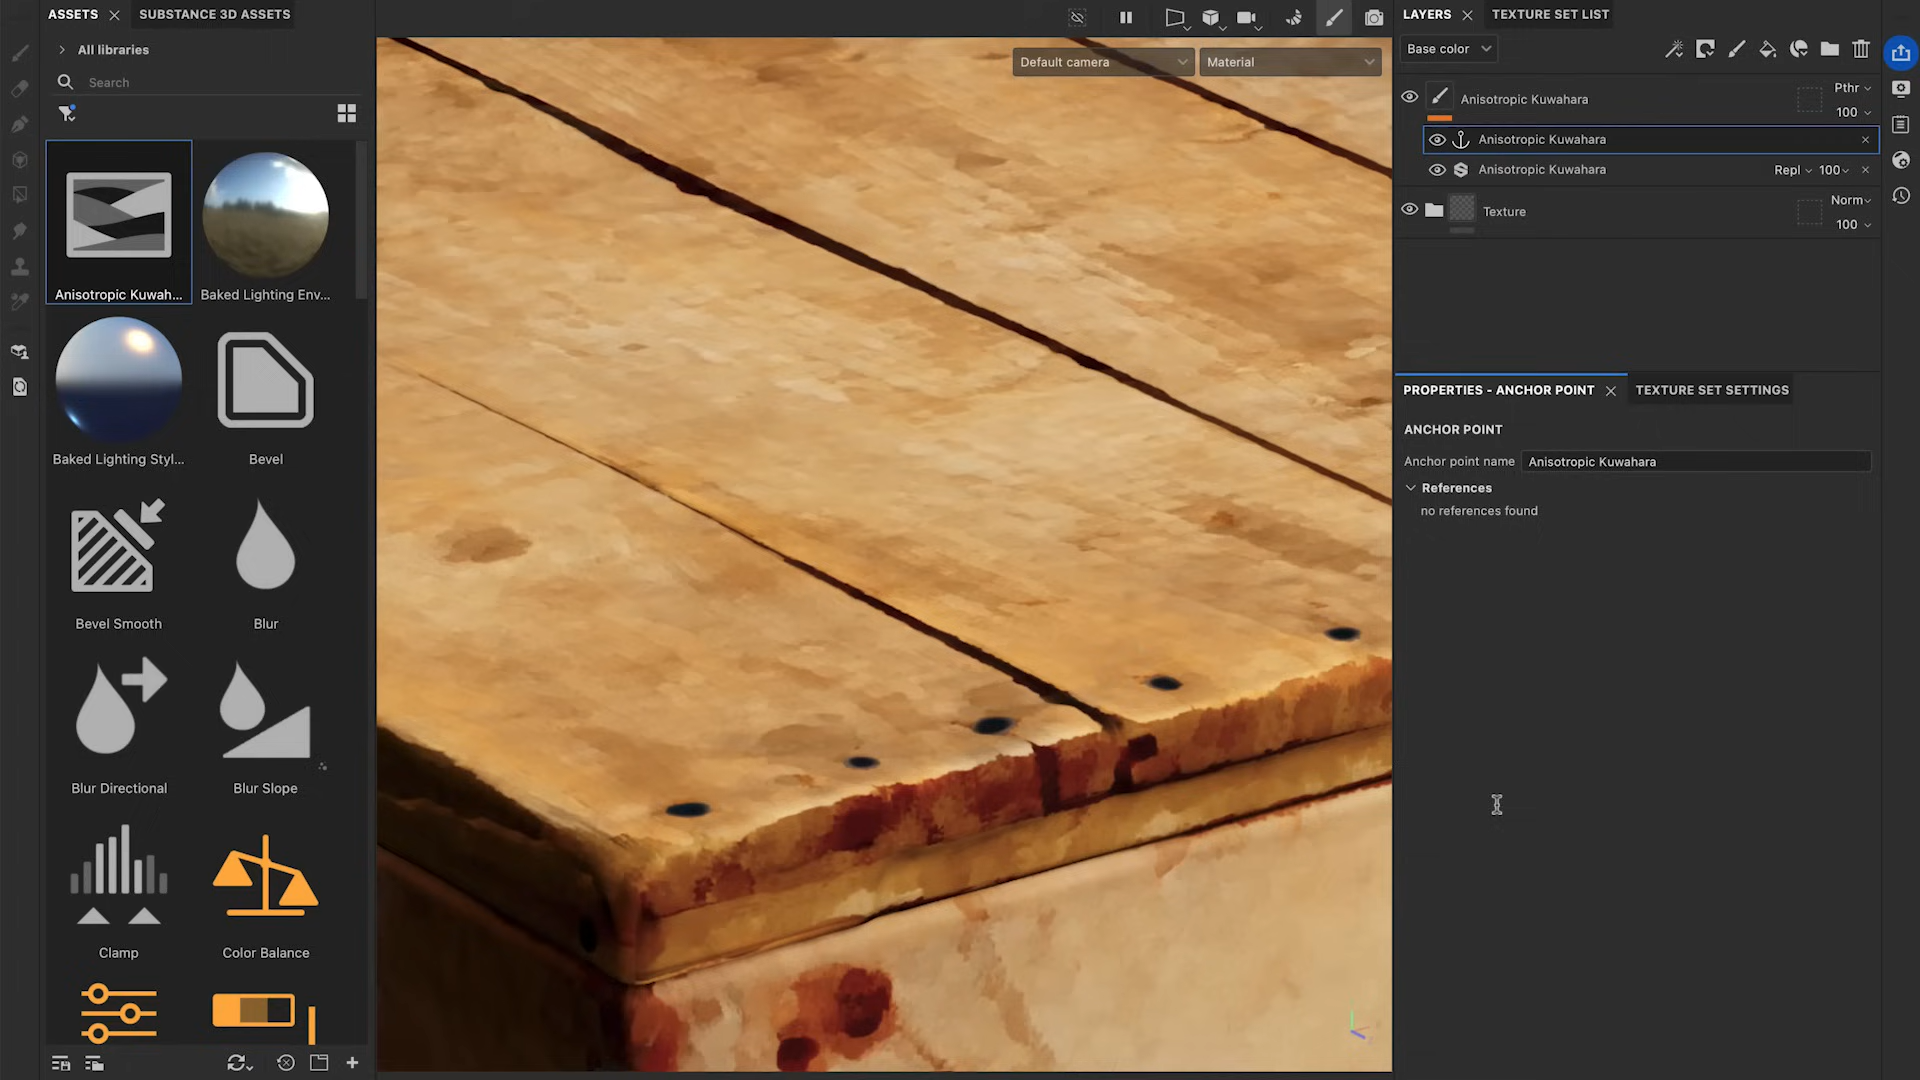 ASSETS
SUBSTANCE 3D ASSETS
All libraries
Search
Anisotropic Kuwah...
Baked Lighting Env...
Baked Lighting Styl...
Bevel
Bevel Smooth
Blur
Blur Directional
Blur Slope
Clamp
Color Balance
Default camera
Material
LAYERS
TEXTURE SET LIST
Base color
Anisotropic Kuwahara
Pthr
100
Anisotropic Kuwahara
Anisotropic Kuwahara
Repl
100
Texture
Norm
100
PROPERTIES - ANCHOR POINT
TEXTURE SET SETTINGS
ANCHOR POINT
Anchor point name
Anisotropic Kuwahara
References
no references found